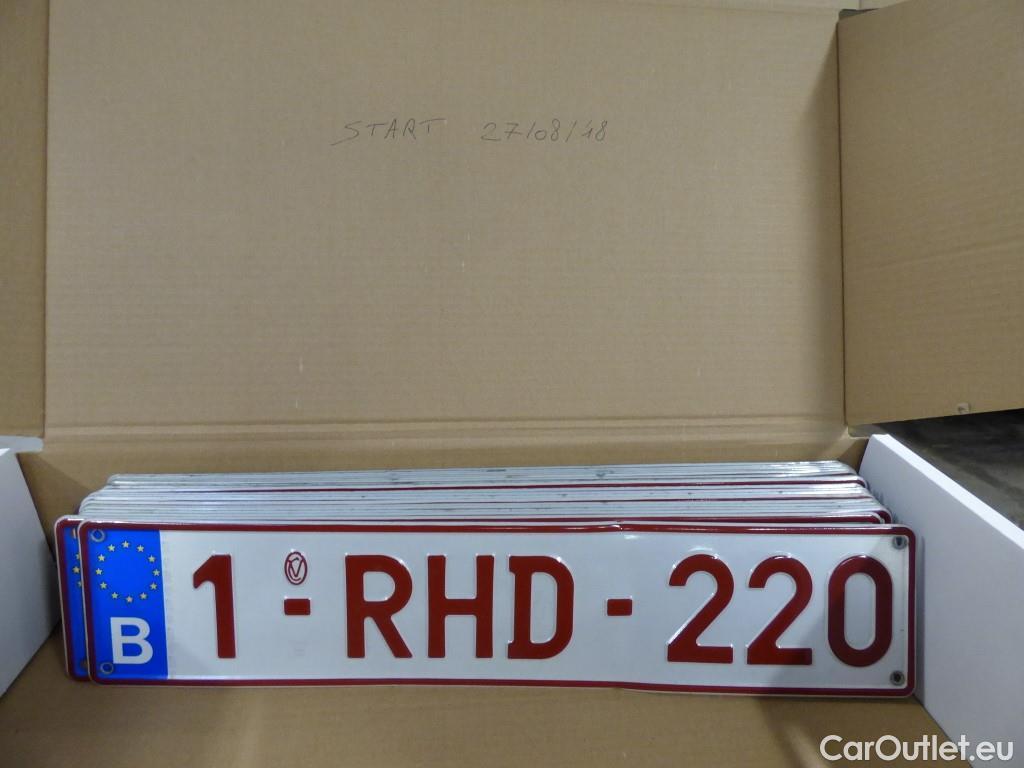 START 27/08/18
1-RHD-220
B
CarOutlet.eu